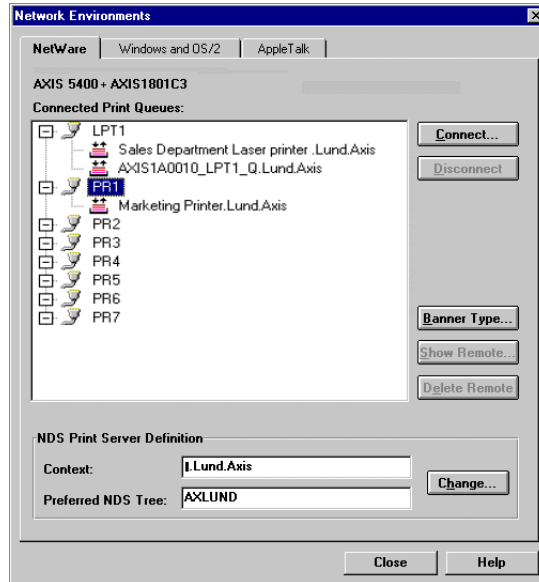 Network Environments
NetWare
Windows and OS/2
AppleTalk
AXIS 5400+ AXIS1801C3
Connected Print Queues:
LPT1
Sales Department Laser printer .Lund.Axis
AXIS1A0010_LPT1_Q.Lund.Axis
PR1
Marketing Printer.Lund.Axis
PR2
PR3
PR4
PR5
PR6
PR7
Connect...
Disconnect
Banner Type...
Show Remote...
Delete Remote
NDS Print Server Definition
Context:
.Lund.Axis
Preferred NDS Tree:
AXLUND
Change...
Close
Help